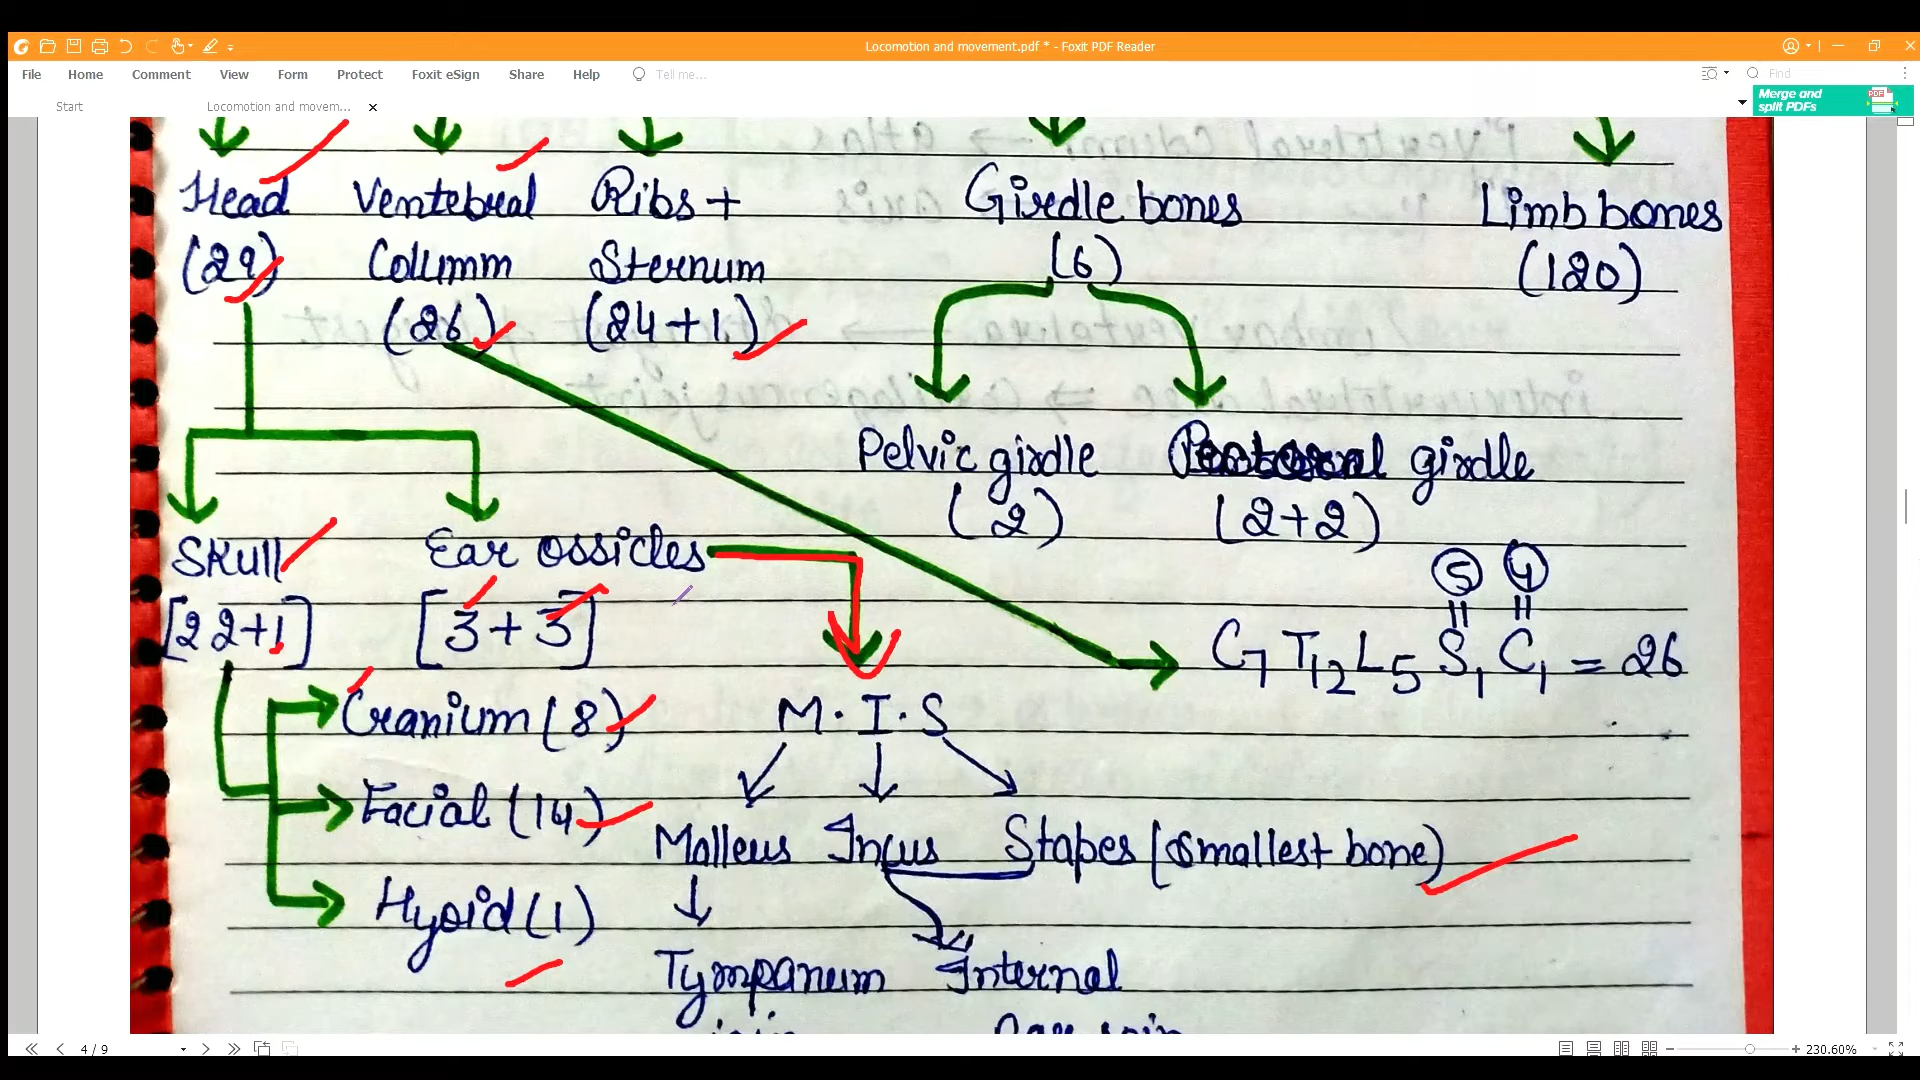 Locomotion and movement.pdf * - Foxit PDF Reader
File Home Comment View Form Protect Foxit eSign Share Help Tell me... Find
Start Locomotion and movem... Merge and split PDFs
Head Ventebral Ribs + Girdle bones Limb bones
(29) Column Sternum (6) (120)
(26) (24+1)
Pelvic girdle girdle
(2) (2+2)
Skull Ear ossicles 5 4
[22+1] [3+3] C7 T12 L5 S1 C1 = 26
Cranium (8) M. I. S
Facial (14) Malleus Incus Stapes (smallest bone)
Hyoid (1)
Tympanum Internal
4 / 9 230.60%